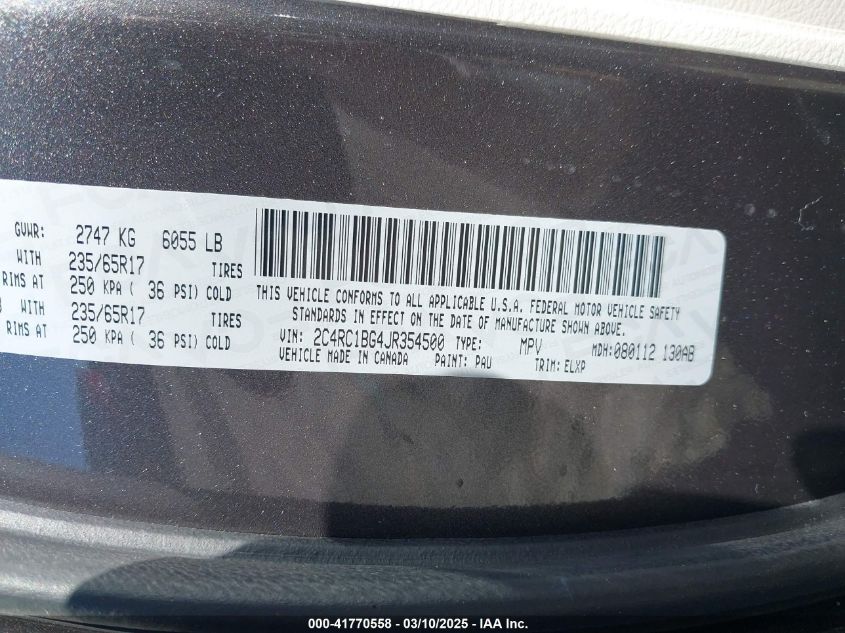 GVWR: 2747 KG 6055 LB
WITH 235/65R17 TIRES
RIMS AT 250 KPA ( 36 PSI) COLD
WITH 235/65R17 TIRES
RIMS AT 250 KPA ( 36 PSI) COLD
THIS VEHICLE CONFORMS TO ALL APPLICABLE U.S.A. FEDERAL MOTOR VEHICLE SAFETY
STANDARDS IN EFFECT ON THE DATE OF MANUFACTURE SHOWN ABOVE.
VIN: 2C4RC1BG4JR354500 TYPE: MPV MDH:080112 130AB
VEHICLE MADE IN CANADA PAINT: PAU TRIM: ELXP
000-41770558 - 03/10/2025 - IAA Inc.